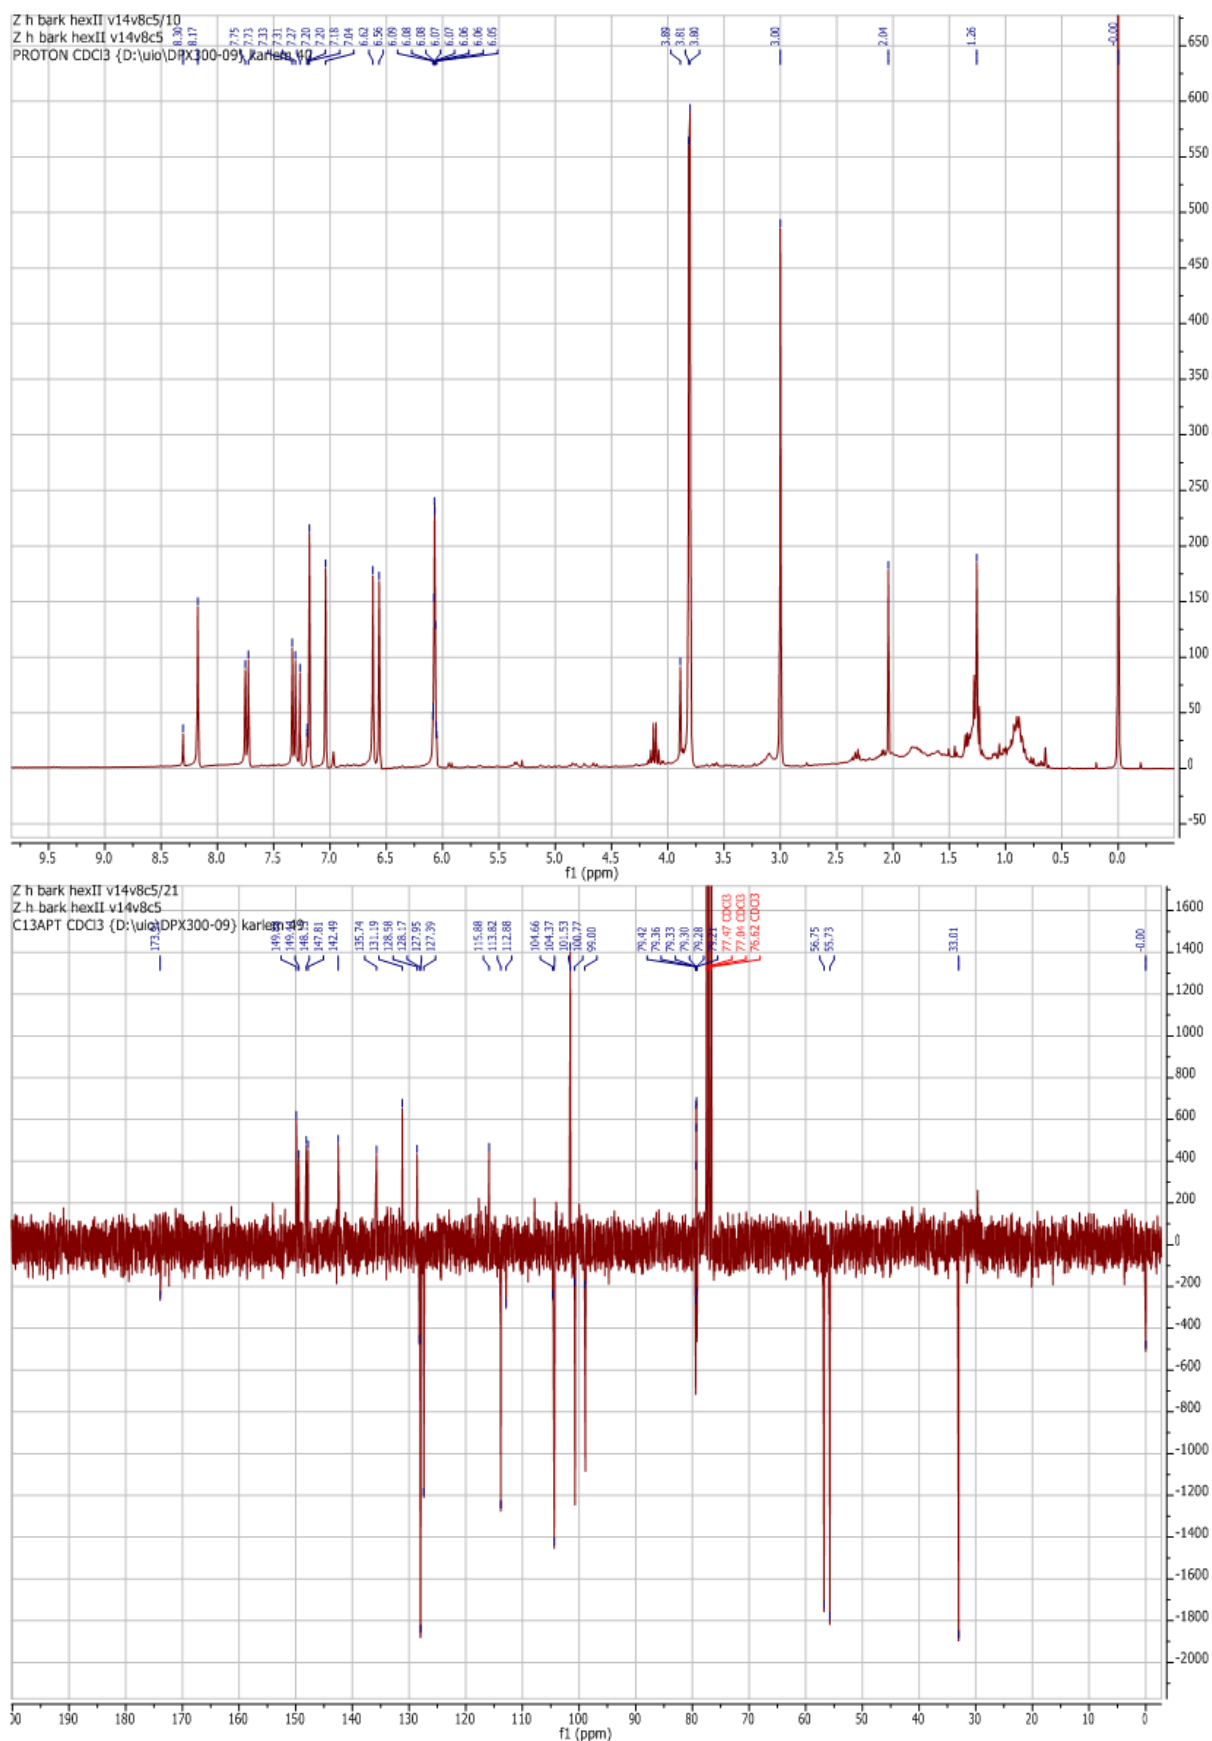 Z h bark hexII v14v8c5/10
Z h bark hexII v14v8c5
PROTON CDCl3 {D:\uio\DPX300-09} karlem 40
8.30 8.17 7.75 7.73 7.33 7.31 7.27 7.20 7.20 7.18 7.04 6.62 6.56 6.09 6.08 6.08 6.07 6.07 6.06 6.06 6.05 3.89 3.81 3.80 3.00 2.04 1.26 -0.00
650
600
550
500
450
400
350
300
250
200
150
100
50
0
-50
9.5 9.0 8.5 8.0 7.5 7.0 6.5 6.0 5.5 5.0 4.5 4.0 3.5 3.0 2.5 2.0 1.5 1.0 0.5 0.0
f1 (ppm)
Z h bark hexII v14v8c5/21
Z h bark hexII v14v8c5
C13APT CDCl3 {D:\uio\DPX300-09} karlem 49
148.13 147.81 142.49 135.74 131.19 128.58 128.17 127.95 127.39 115.88 113.82 112.88 104.66 104.37 101.53 100.77 99.00 79.42 79.36 79.33 79.30 79.28 79.21 77.47 CDCl3 77.04 CDCl3 76.62 CDCl3 56.75 55.73 33.01 -0.00
1600
1400
1200
1000
800
600
400
200
0
-200
-400
-600
-800
-1000
-1200
-1400
-1600
-1800
-2000
00 190 180 170 160 150 140 130 120 110 100 90 80 70 60 50 40 30 20 10 0
f1 (ppm)